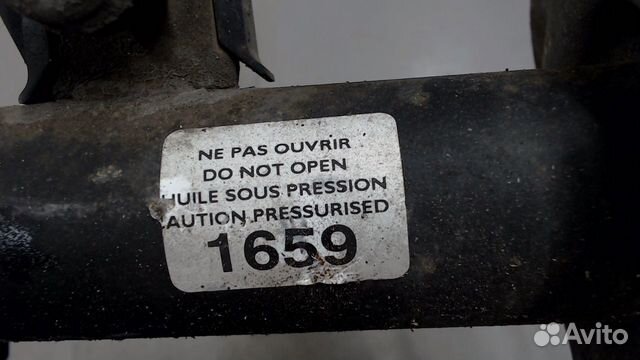 NE PAS OUVRIR
DO NOT OPEN
HUILE SOUS PRESSION
AUTION PRESSURISED
1659
Avito